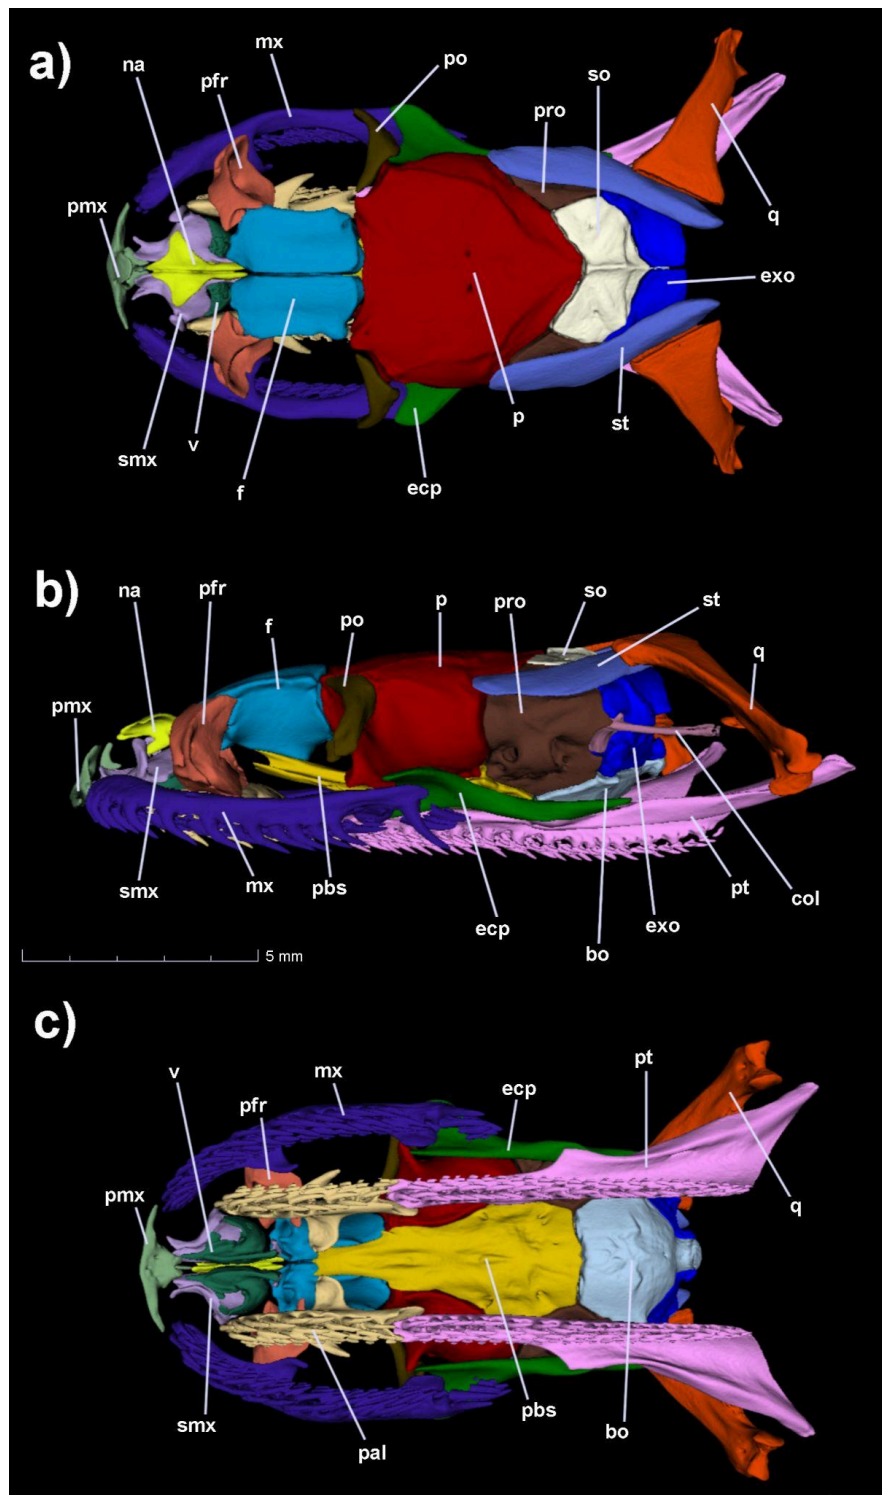 a)
na
pfr
mx
po
so
pro
pmx
q
exo
smx
v
f
ecp
p
st
b)
na
pfr
f
po
p
pro
so
st
q
pmx
smx
mx
pbs
ecp
bo
exo
pt
col
5 mm
c)
v
pfr
mx
ecp
pt
pmx
q
smx
pal
pbs
bo